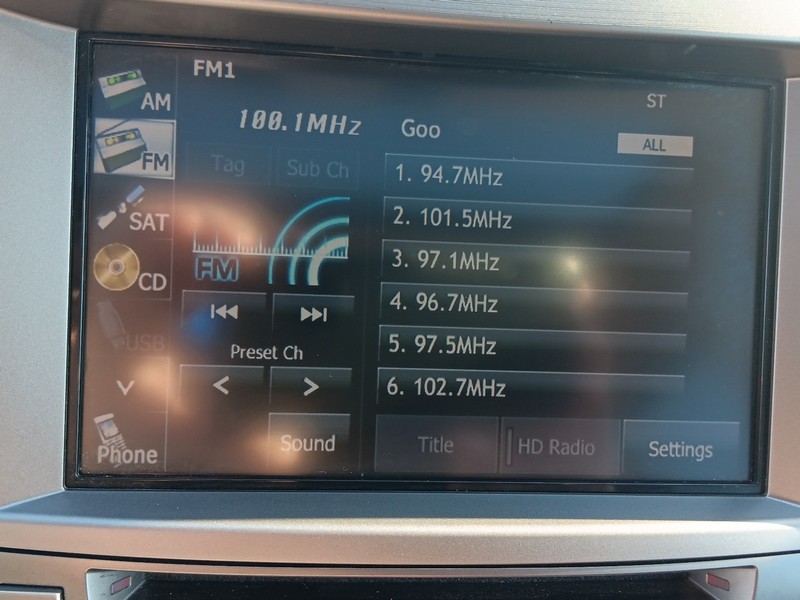 FM1
ST
AM
100.1MHz
Goo
ALL
FM
Tag
Sub Ch
1. 94.7MHz
SAT
2. 101.5MHz
FM
3. 97.1MHz
CD
4. 96.7MHz
USB
Preset Ch
5. 97.5MHz
6. 102.7MHz
Phone
Sound
Title
HD Radio
Settings